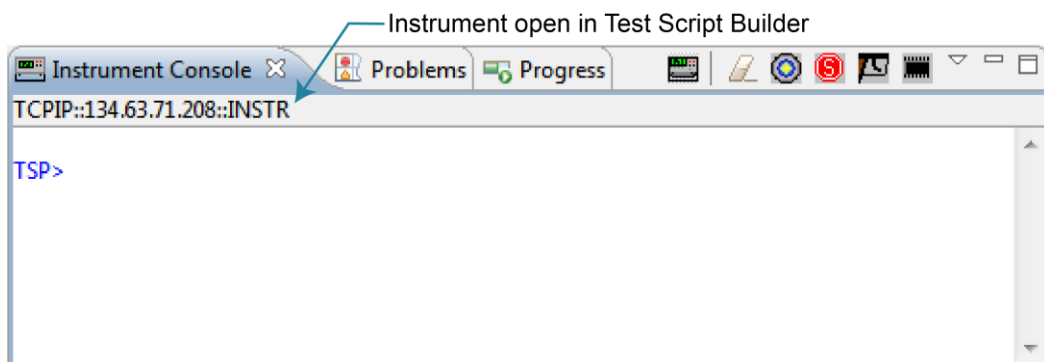 Instrument open in Test Script Builder
Instrument Console Problems Progress
TCPIP::134.63.71.208::INSTR
TSP>